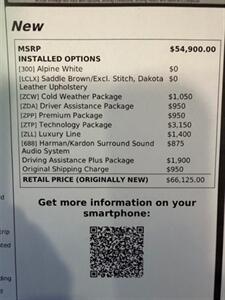 New
MSRP $54,900.00
INSTALLED OPTIONS
[300] Alpine White $0
[LCLX] Saddle Brown/Excl. Stitch, Dakota $0
Leather Upholstery
[ZCW] Cold Weather Package $1,050
[ZDA] Driver Assistance Package $950
[ZPP] Premium Package $950
[ZTP] Technology Package $3,150
[ZLL] Luxury Line $1,400
[688] Harman/Kardon Surround Sound $875
Audio System
Driving Assistance Plus Package $1,900
Original Shipping Charge $950
RETAIL PRICE (ORIGINALLY NEW) $66,125.00
Get more information on your
smartphone: